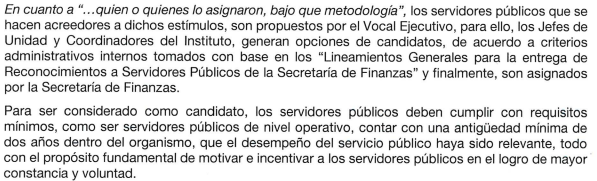 En cuanto a “…quien o quienes lo asignaron, bajo que metodología”, los servidores públicos que se
hacen acreedores a dichos estímulos, son propuestos por el Vocal Ejecutivo, para ello, los Jefes de
Unidad y Coordinadores del Instituto, generan opciones de candidatos, de acuerdo a criterios
administrativos internos tomados con base en los “Lineamientos Generales para la entrega de
Reconocimientos a Servidores Públicos de la Secretaría de Finanzas” y finalmente, son asignados
por la Secretaría de Finanzas.
Para ser considerado como candidato, los servidores públicos deben cumplir con requisitos
mínimos, como ser servidores públicos de nivel operativo, contar con una antigüedad mínima de
dos años dentro del organismo, que el desempeño del servicio público haya sido relevante, todo
con el propósito fundamental de motivar e incentivar a los servidores públicos en el logro de mayor
constancia y voluntad.